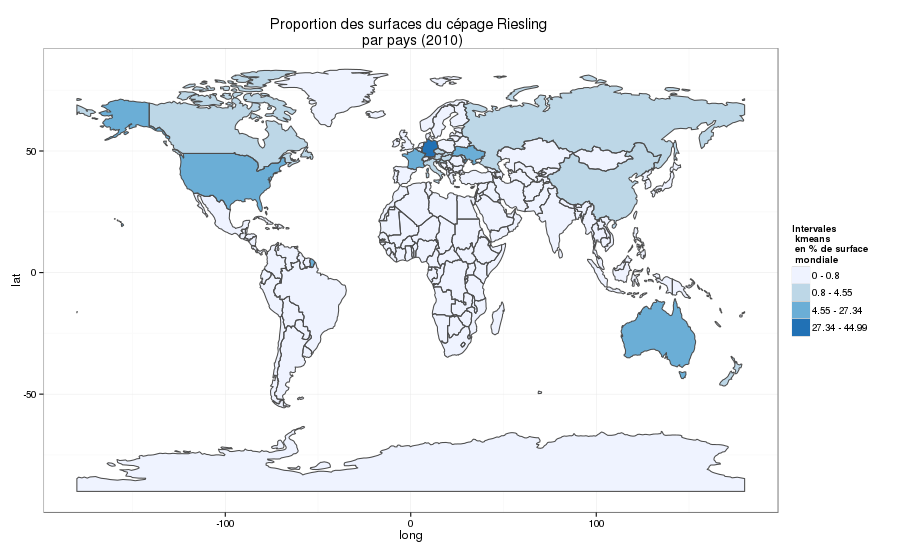 Proportion des surfaces du cépage Riesling
par pays (2010)
50
0
-50
lat
-100
0
100
long
Intervales
kmeans
en % de surface
mondiale
0 - 0.8
0.8 - 4.55
4.55 - 27.34
27.34 - 44.99